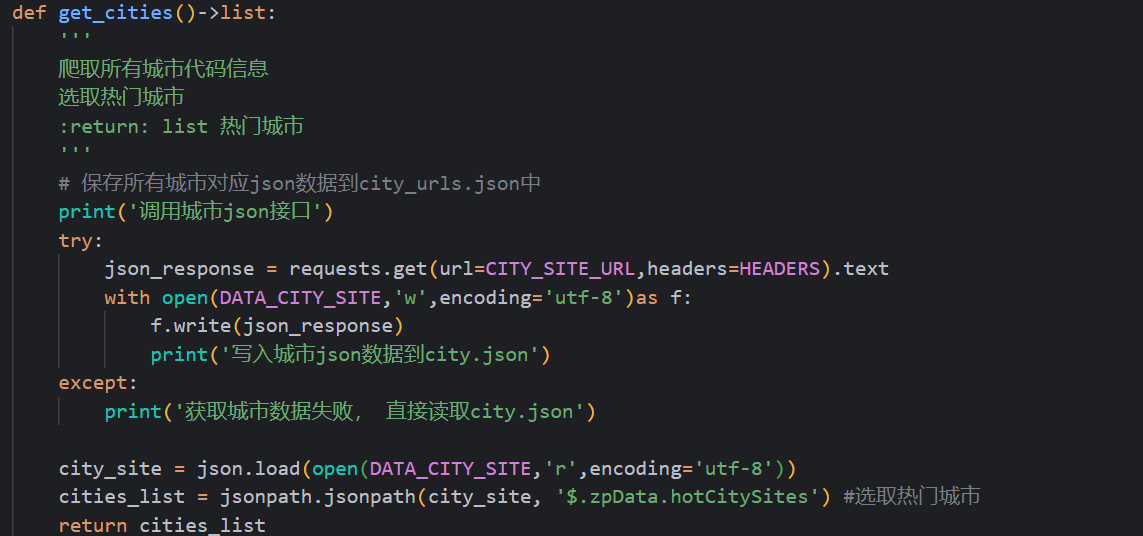 def get_cities()->list:
'''
爬取所有城市代码信息
选取热门城市
:return: list 热门城市
'''
# 保存所有城市对应json数据到city_urls.json中
print('调用城市json接口')
try:
json_response = requests.get(url=CITY_SITE_URL,headers=HEADERS).text
with open(DATA_CITY_SITE,'w',encoding='utf-8')as f:
f.write(json_response)
print('写入城市json数据到city.json')
except:
print('获取城市数据失败， 直接读取city.json')
city_site = json.load(open(DATA_CITY_SITE,'r',encoding='utf-8'))
cities_list = jsonpath.jsonpath(city_site, '$.zpData.hotCitySites') #选取热门城市
return cities_list